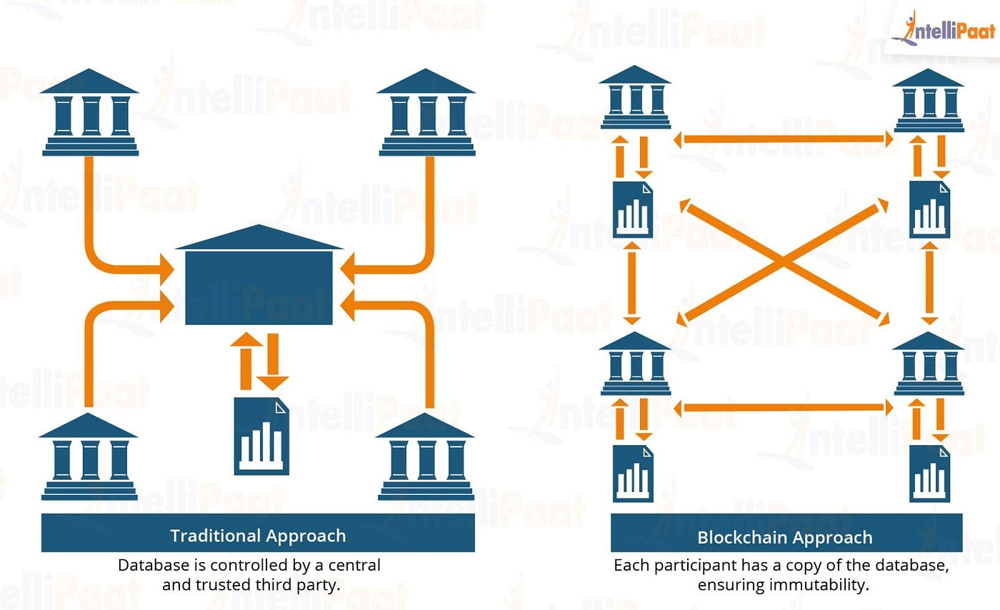 IntelliPaat
Traditional Approach
Database is controlled by a central
and trusted third party.
Blockchain Approach
Each participant has a copy of the database,
ensuring immutability.